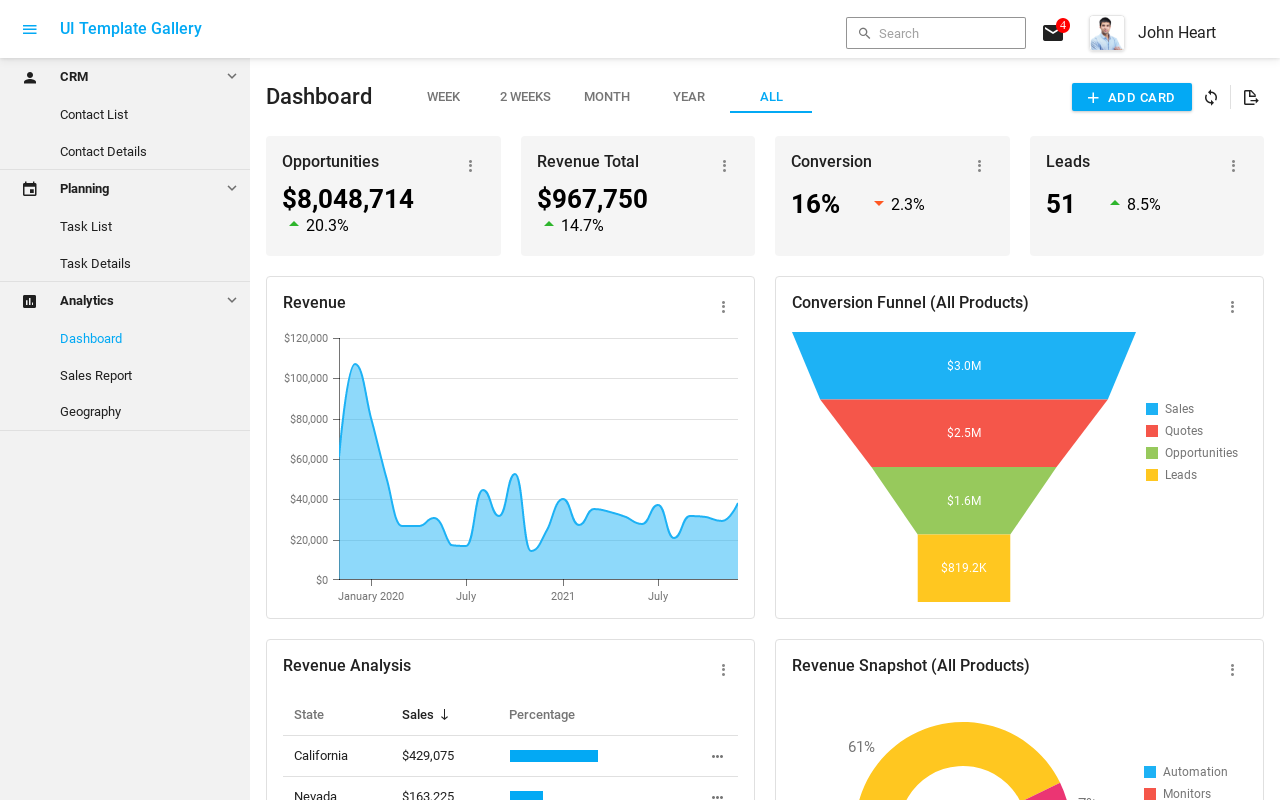 UI Template Gallery
Search
4
John Heart
CRM
Contact List
Contact Details
Planning
Task List
Task Details
Analytics
Dashboard
Sales Report
Geography
Dashboard
WEEK
2 WEEKS
MONTH
YEAR
ALL
ADD CARD
Opportunities
$8,048,714
20.3%
Revenue Total
$967,750
14.7%
Conversion
16%
2.3%
Leads
51
8.5%
Revenue
$120,000
$100,000
$80,000
$60,000
$40,000
$20,000
$0
January 2020
July
2021
July
Conversion Funnel (All Products)
$3.0M
$2.5M
$1.6M
$819.2K
Sales
Quotes
Opportunities
Leads
Revenue Analysis
State
Sales
Percentage
California
$429,075
Nevada
$163,225
Revenue Snapshot (All Products)
61%
7%
Automation
Monitors